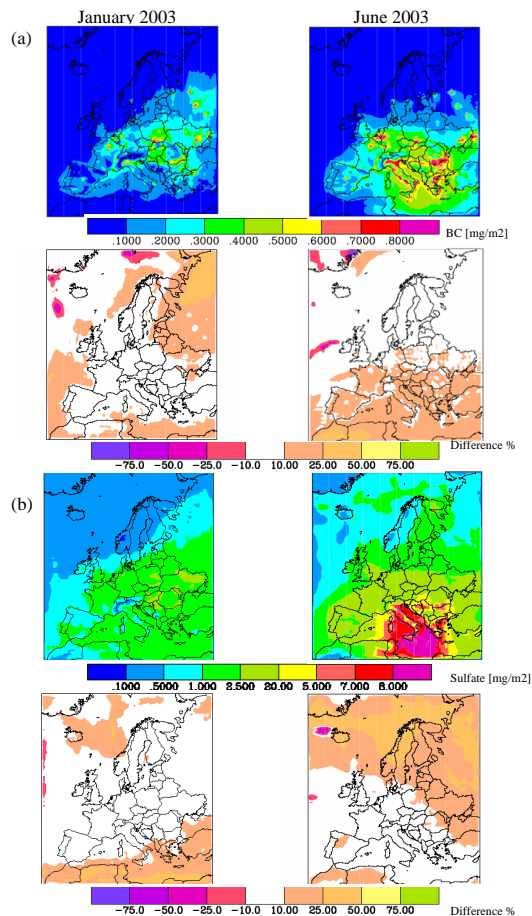 January 2003 June 2003
(a)
.1000 .2000 .3000 .4000 .5000 .6000 .7000 .8000 BC [mg/m2]
−75.0 −50.0 −25.0 −10.0 10.00 25.00 50.00 75.00 Difference %
(b)
.1000 .5000 1.000 2.500 20.00 5.000 7.000 8.000 Sulfate [mg/m2]
−75.0 −50.0 −25.0 −10.0 10.00 25.00 50.00 75.00 Difference %